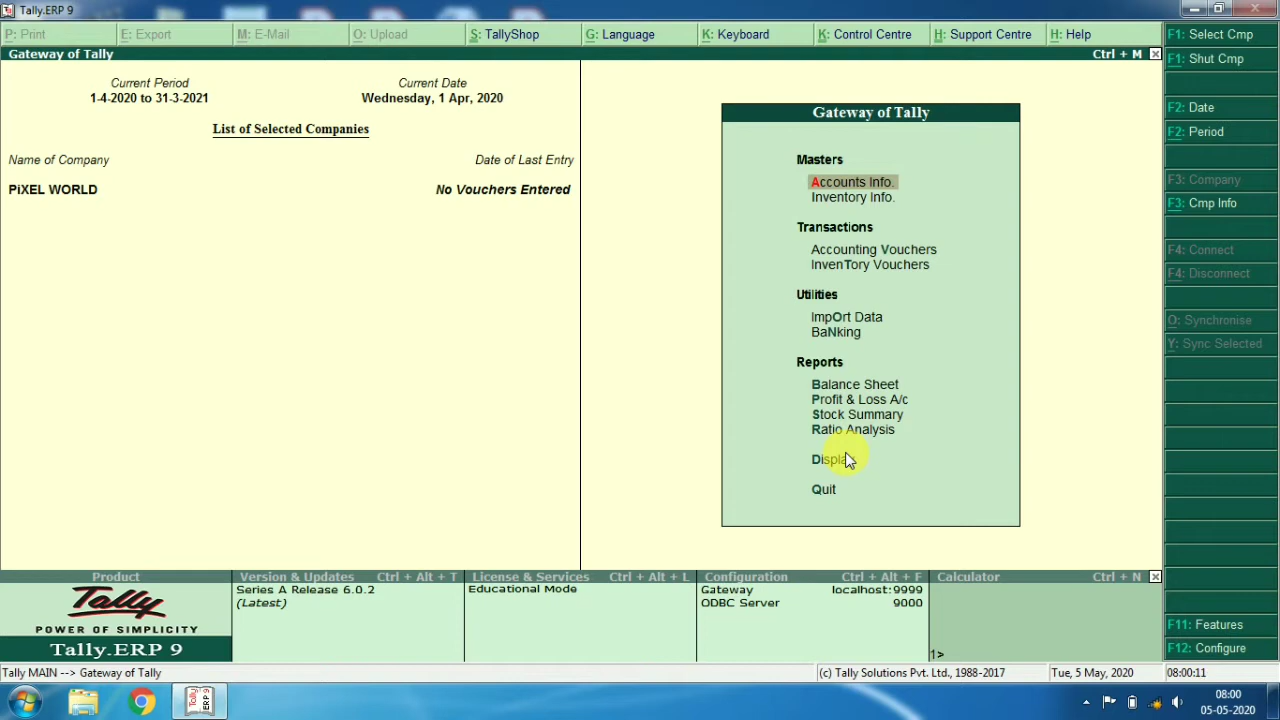 Tally.ERP 9
P: Print
E: Export
M: E-Mail
O: Upload
S: TallyShop
G: Language
K: Keyboard
K: Control Centre
H: Support Centre
H: Help
F1: Select Cmp
F1: Shut Cmp
F2: Date
F2: Period
F3: Company
F3: Cmp Info
F4: Connect
F4: Disconnect
O: Synchronise
Y: Sync Selected
F11: Features
F12: Configure
Gateway of Tally
Ctrl + M
Current Period
1-4-2020 to 31-3-2021
Current Date
Wednesday, 1 Apr, 2020
List of Selected Companies
Name of Company
Date of Last Entry
PiXEL WORLD
No Vouchers Entered
Gateway of Tally
Masters
Accounts Info.
Inventory Info.
Transactions
Accounting Vouchers
InvenTory Vouchers
Utilities
ImpOrt Data
BaNking
Reports
Balance Sheet
Profit & Loss A/c
Stock Summary
Ratio Analysis
Display
Quit
Product
Tally
POWER OF SIMPLICITY
Tally.ERP 9
Version & Updates Ctrl + Alt + T
Series A Release 6.0.2
(Latest)
License & Services Ctrl + Alt + L
Educational Mode
Configuration Ctrl + Alt + F
Gateway localhost:9999
ODBC Server 9000
Calculator Ctrl + N
1>
Tally MAIN --> Gateway of Tally
(c) Tally Solutions Pvt. Ltd., 1988-2017
Tue, 5 May, 2020
08:00:11
Tally ERP 9
08:00
05-05-2020